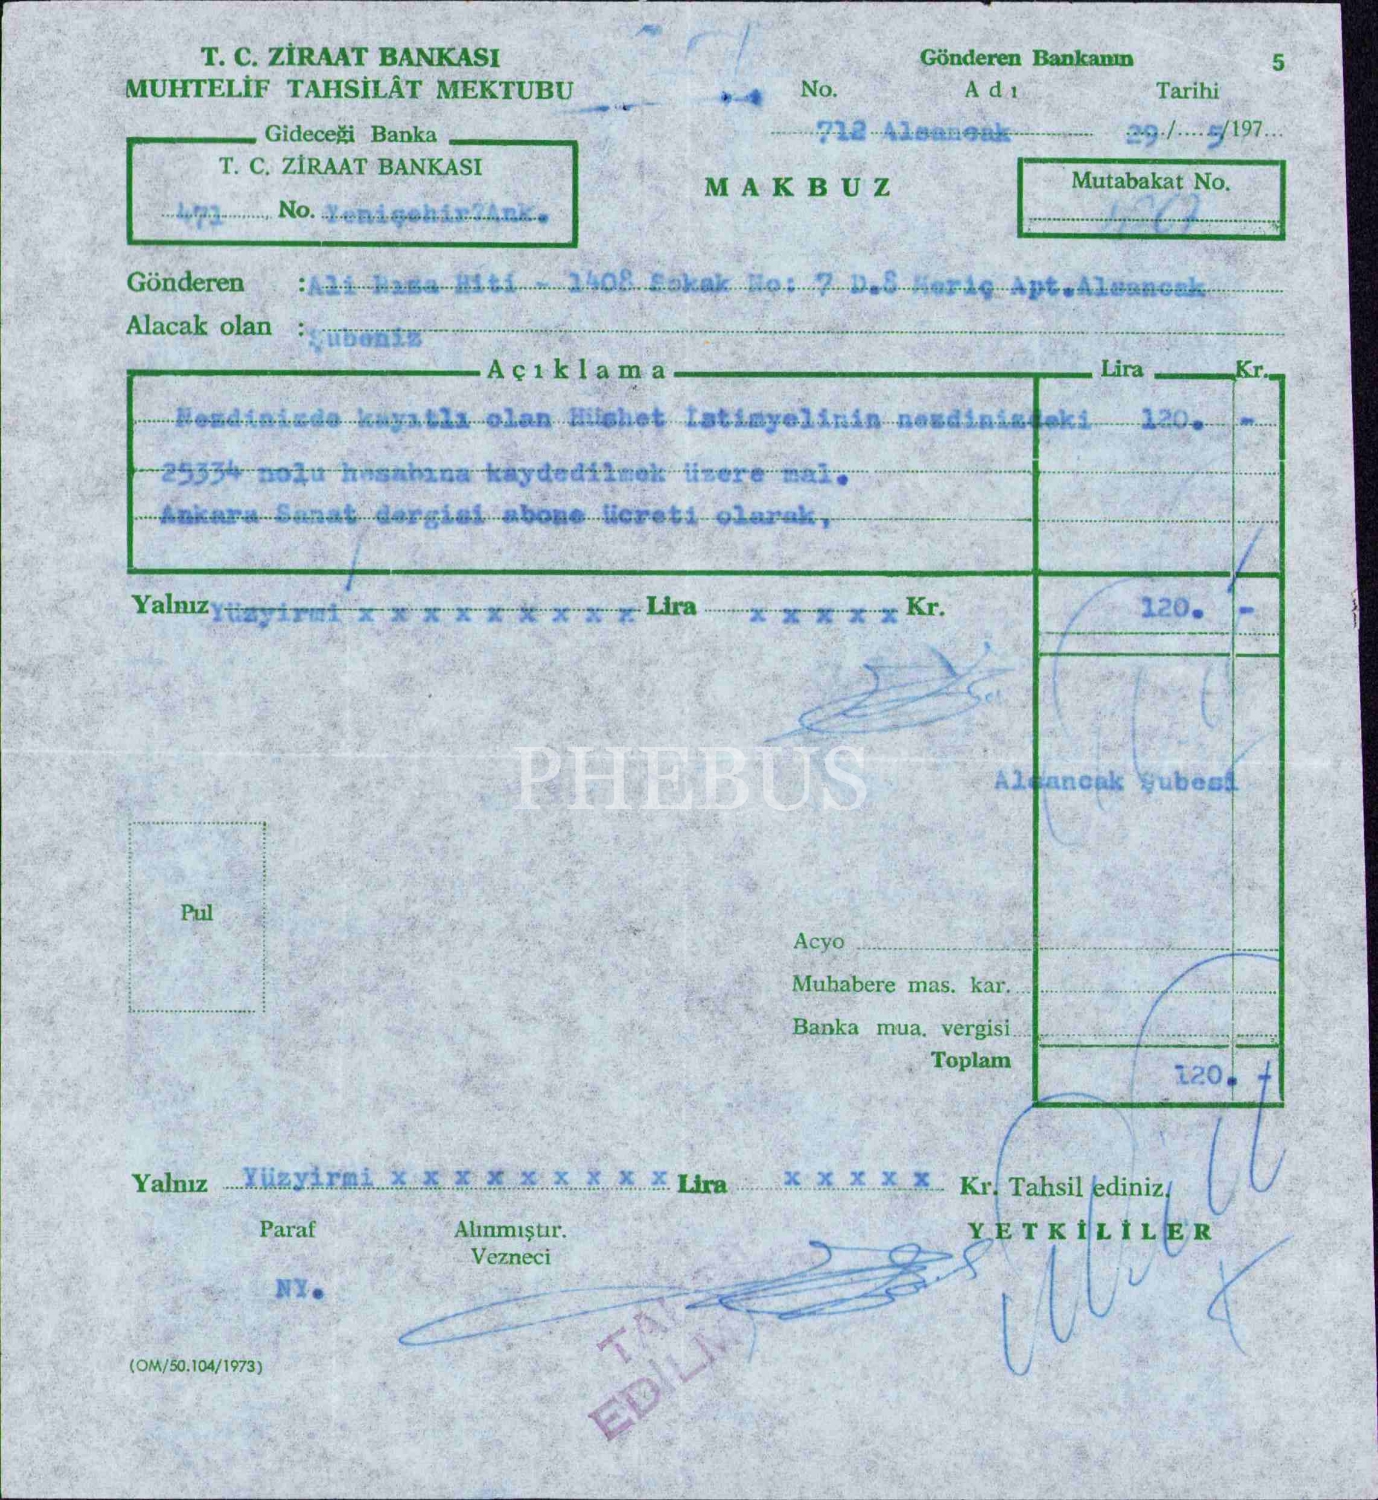 T. C. ZİRAAT BANKASI
MUHTELİF TAHSİLÂT MEKTUBU
Gönderen Bankanın 5
No. Adı Tarihi
712 Alsancak 29/ 5/197
Gideceği Banka
T. C. ZİRAAT BANKASI
471 No. Yenişehir?Ank.
MAKBUZ
Mutabakat No.
Gönderen : Ali Rıza - 1408 Sokak No: 7 D.8 Meriç Apt.Alsancak
Alacak olan : Şubeniz
Açıklama Lira Kr.
Nezdinizde kayıtlı olan nezdinizdeki 120. -
25334 nolu hesabına kaydedilmek üzere mal.
Ankara Sanat dergisi abone ücreti olarak,
Yalnız Yüzyirmi x x x x x x x x x Lira x x x x x Kr. 120. -
PHEBUS
Alsancak Şubesi
Pul
Acyo
Muhabere mas. kar.
Banka mua. vergisi
Toplam 120. -
Yalnız Yüzyirmi x x x x x x x x x Lira x x x x x Kr. Tahsil ediniz.
Paraf Alınmıştır. YETKİLİLER
Vezneci
NY.
(OM/50.104/1973)